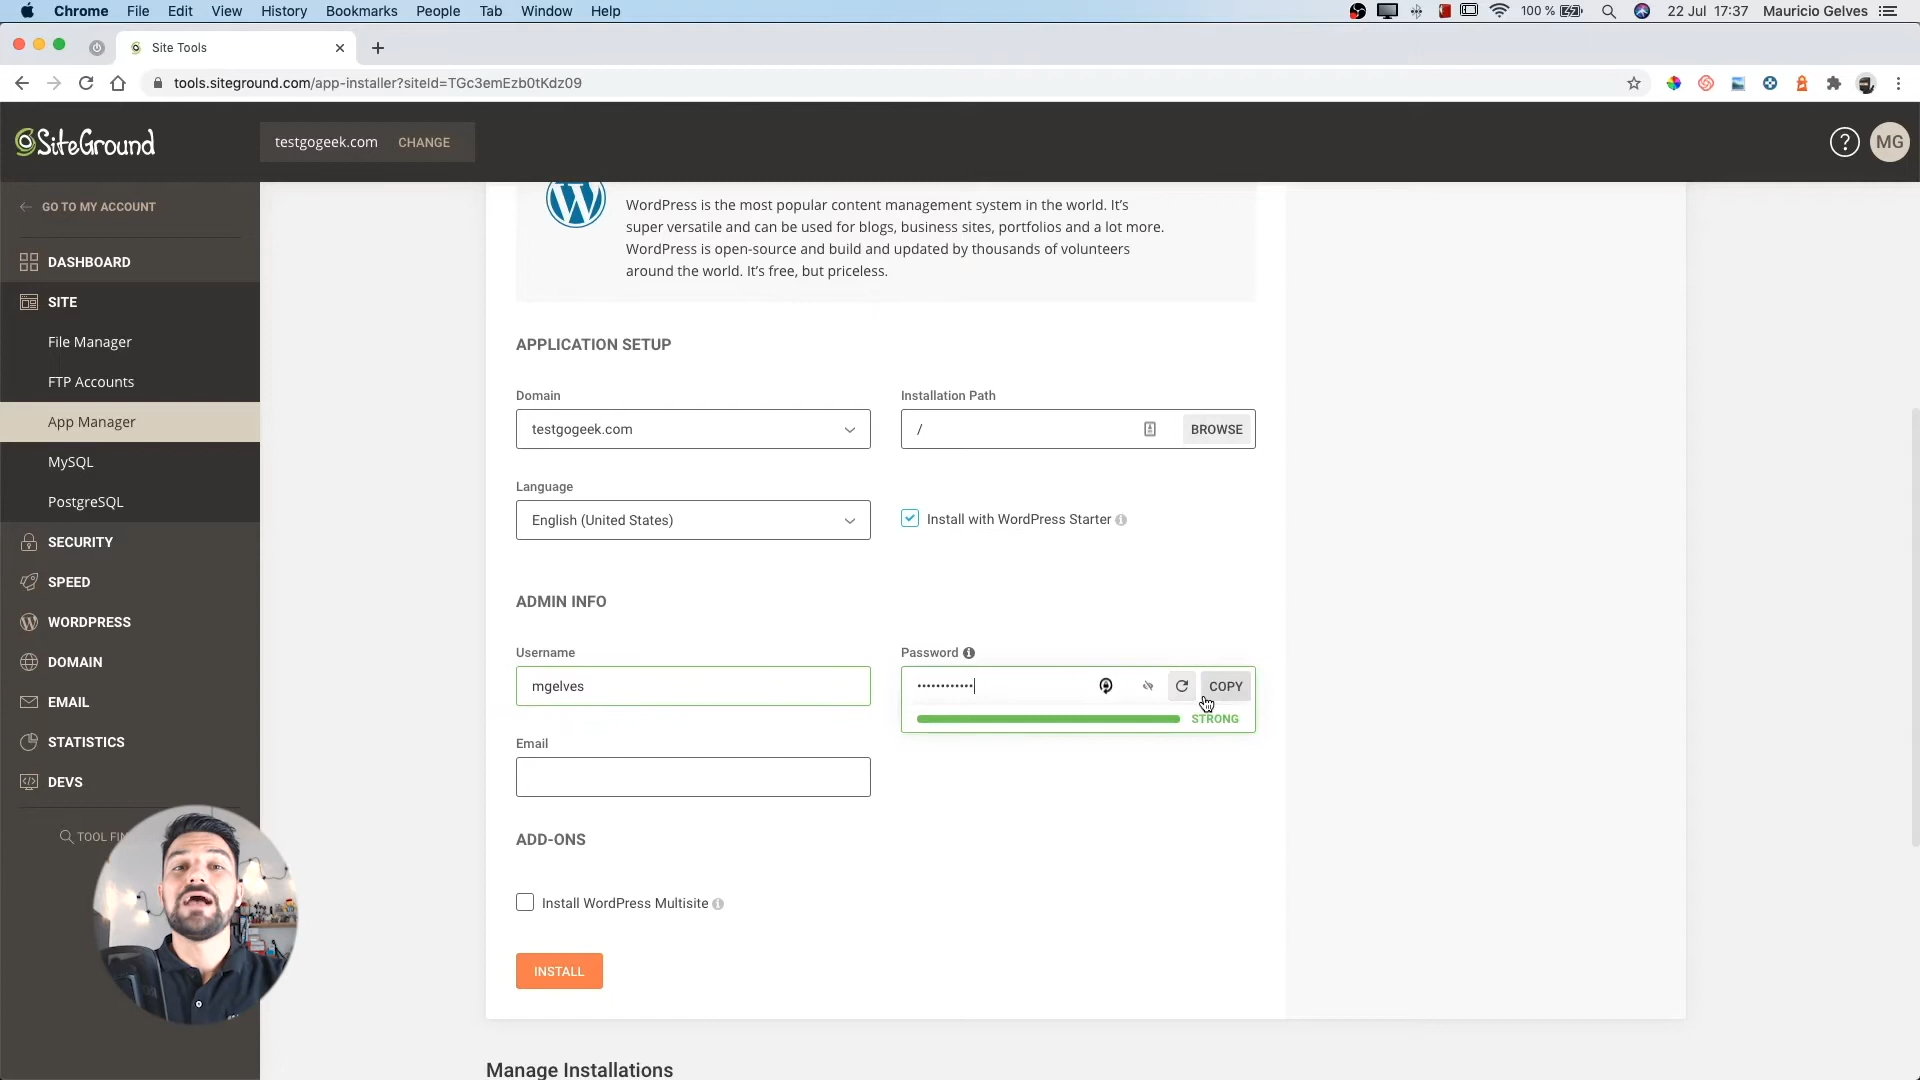 Chrome File Edit View History Bookmarks People Tab Window Help 100 % 22 Jul 17:37 Mauricio Gelves
Site Tools
tools.siteground.com/app-installer?siteId=TGc3emEzb0tKdz09
SiteGround testgogeek.com CHANGE ? MG
GO TO MY ACCOUNT
DASHBOARD
SITE
File Manager
FTP Accounts
App Manager
MySQL
PostgreSQL
SECURITY
SPEED
WORDPRESS
DOMAIN
EMAIL
STATISTICS
DEVS
TOOL
WordPress is the most popular content management system in the world. It's
super versatile and can be used for blogs, business sites, portfolios and a lot more.
WordPress is open-source and build and updated by thousands of volunteers
around the world. It's free, but priceless.
APPLICATION SETUP
Domain Installation Path
testgogeek.com / BROWSE
Language
English (United States) Install with WordPress Starter
ADMIN INFO
Username Password
mgelves •••••••••••• COPY
STRONG
Email
ADD-ONS
Install WordPress Multisite
INSTALL
Manage Installations